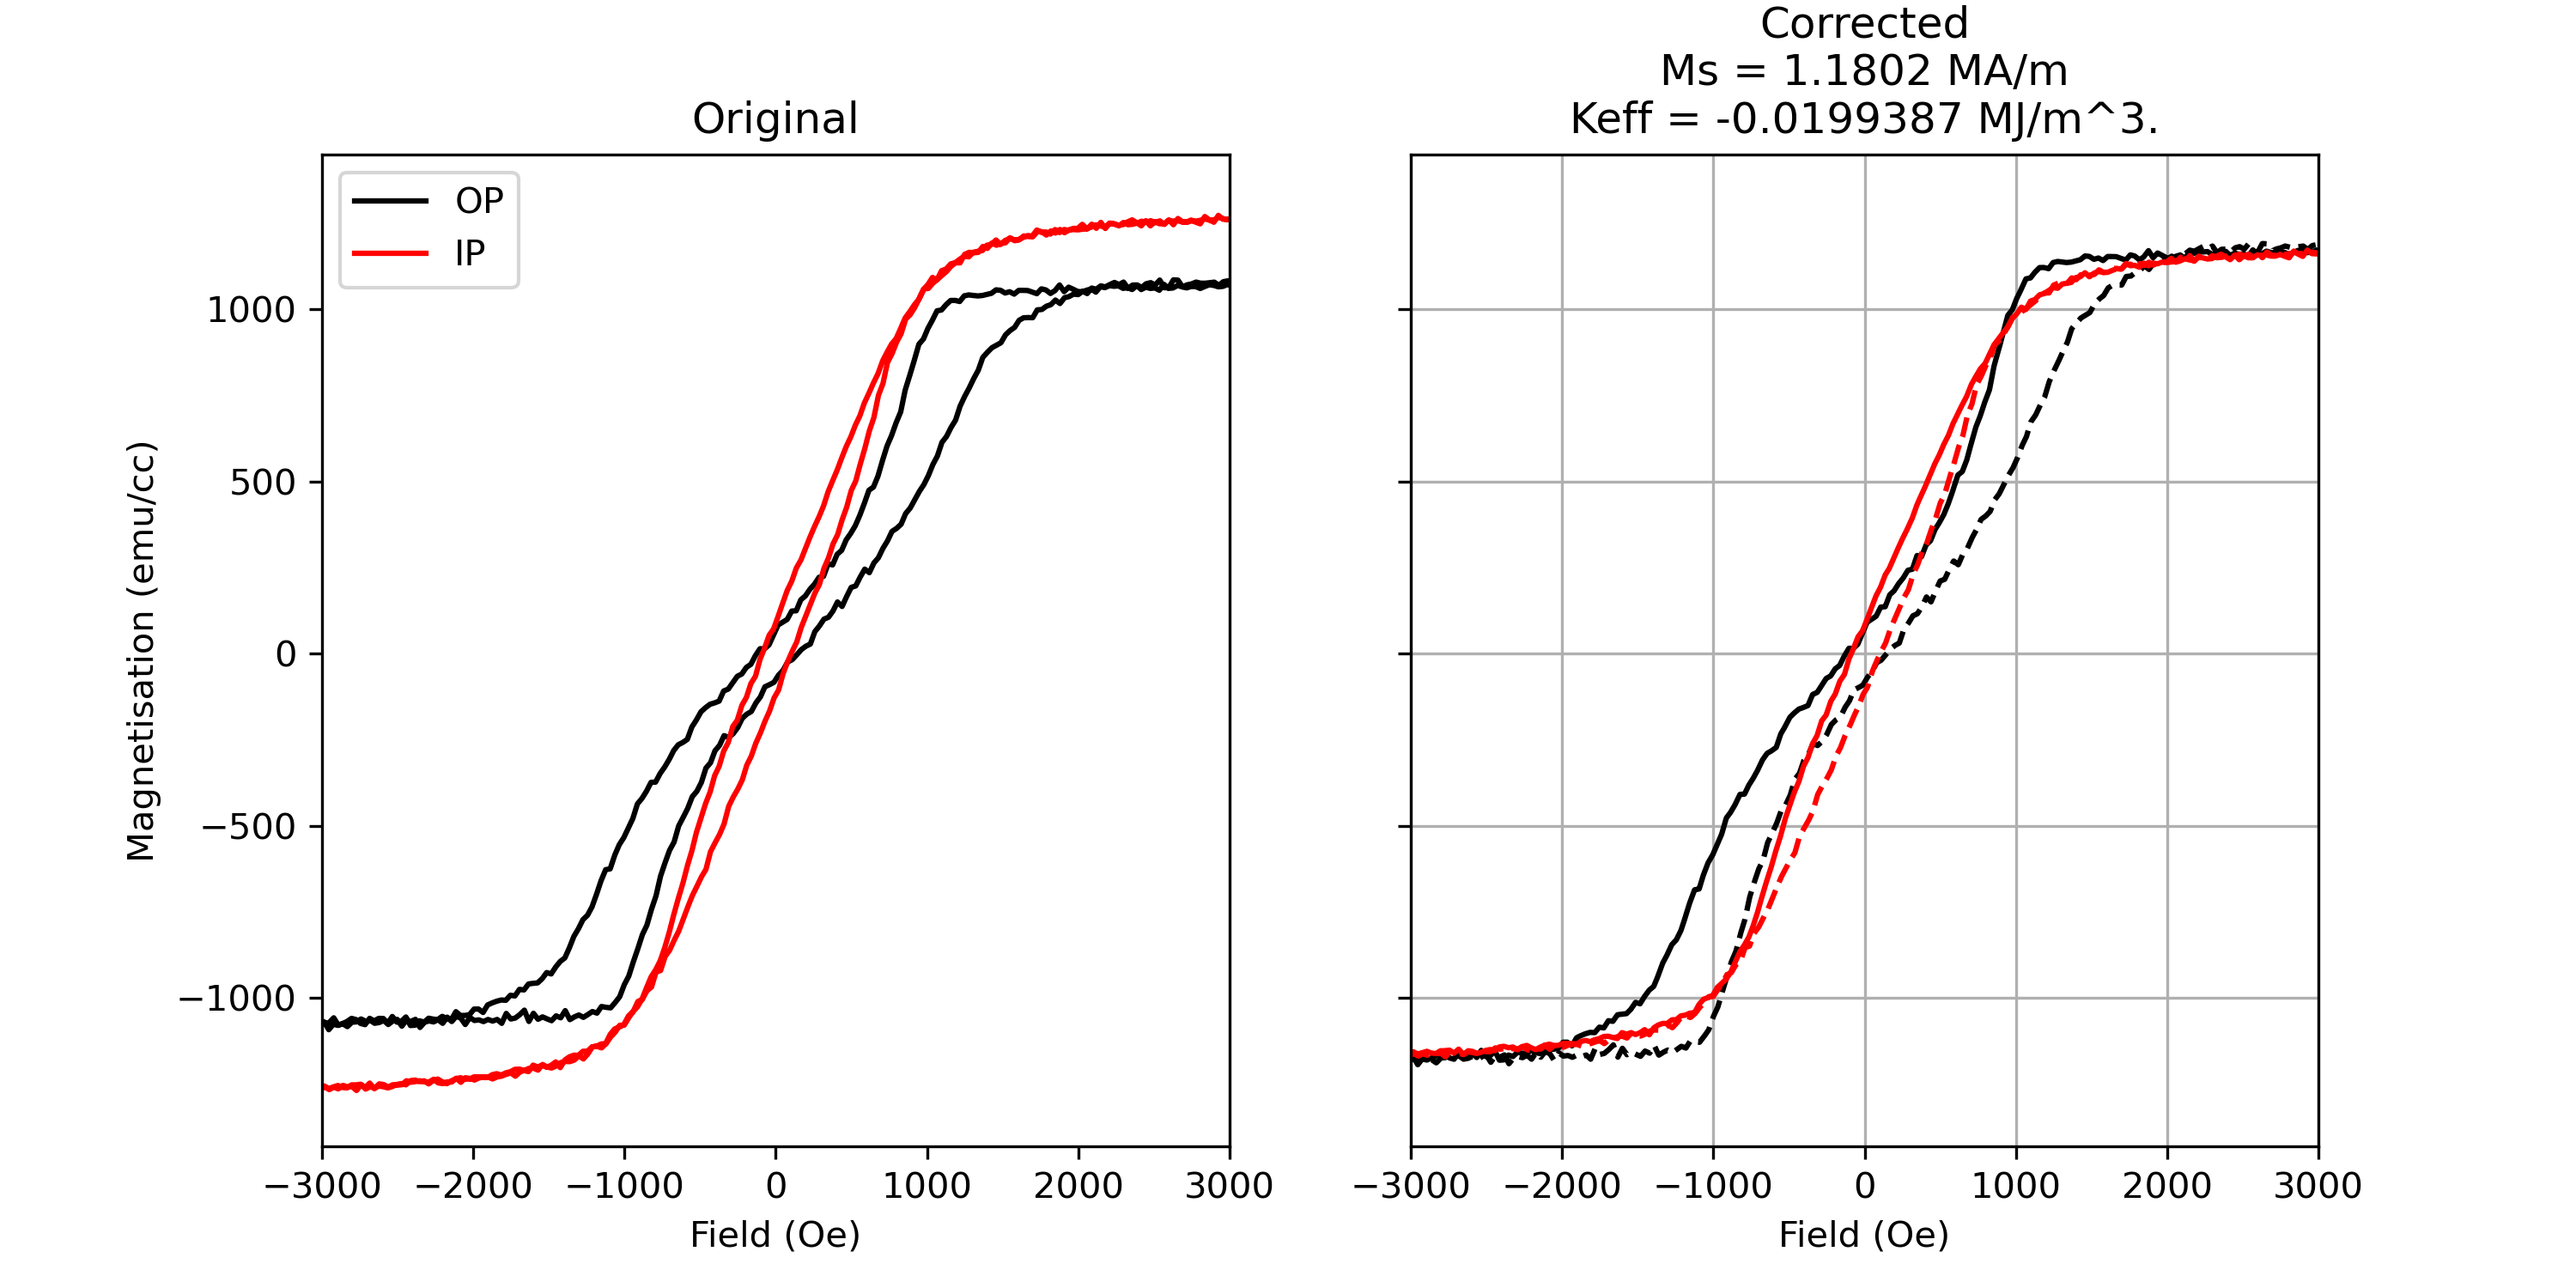 Original
OP
IP
1000
500
0
−500
−1000
Magnetisation (emu/cc)
−3000 −2000 −1000 0 1000 2000 3000
Field (Oe)
Corrected
Ms = 1.1802 MA/m
Keff = -0.0199387 MJ/m^3.
−3000 −2000 −1000 0 1000 2000 3000
Field (Oe)